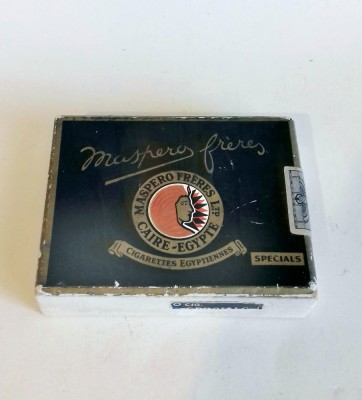 Maspero frères
MASPERO FRÈRES LTD
CAIRE-EGYPTE
CIGARETTES EGYPTIENNES
SPECIALS